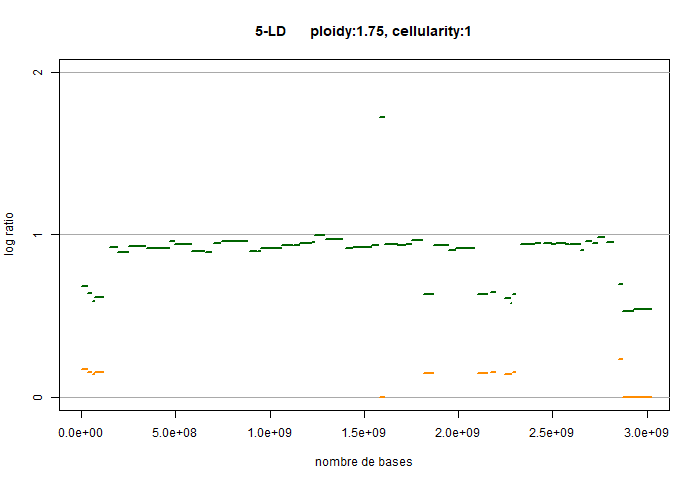 5-LD ploidy:1.75, cellularity:1
log ratio
2
1
0
0.0e+00 5.0e+08 1.0e+09 1.5e+09 2.0e+09 2.5e+09 3.0e+09
nombre de bases